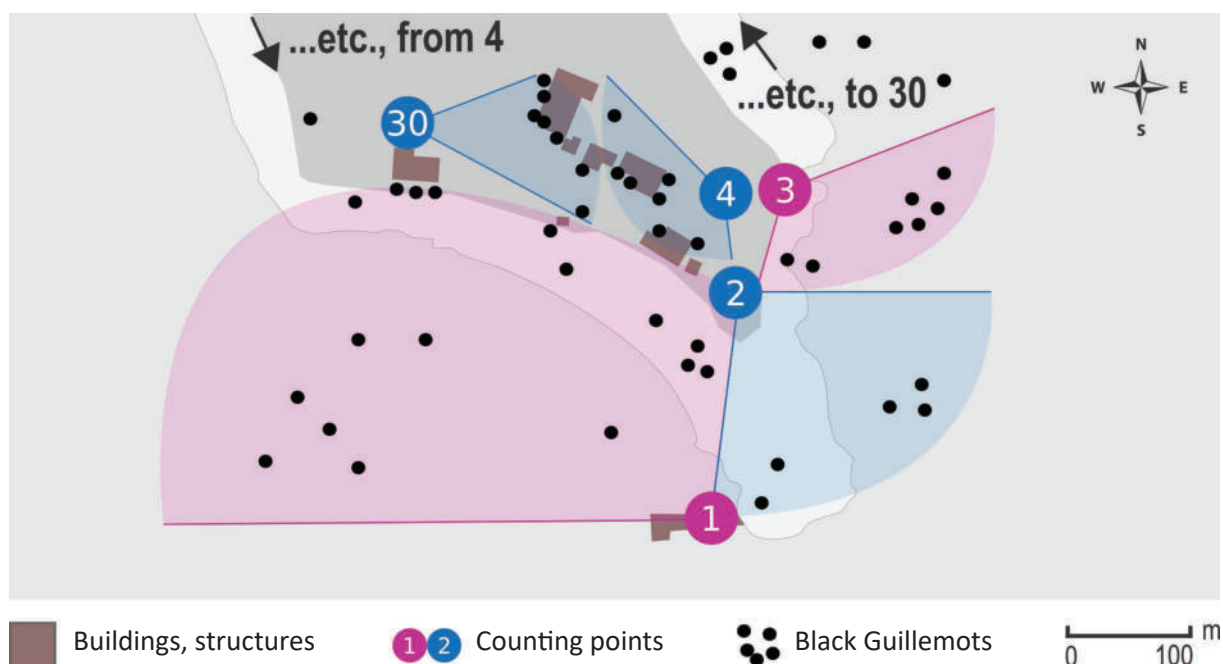 ...etc., from 4
...etc., to 30
N
W E
S
30
4
3
2
1
Buildings, structures
1 2 Counting points
Black Guillemots
m
0 100